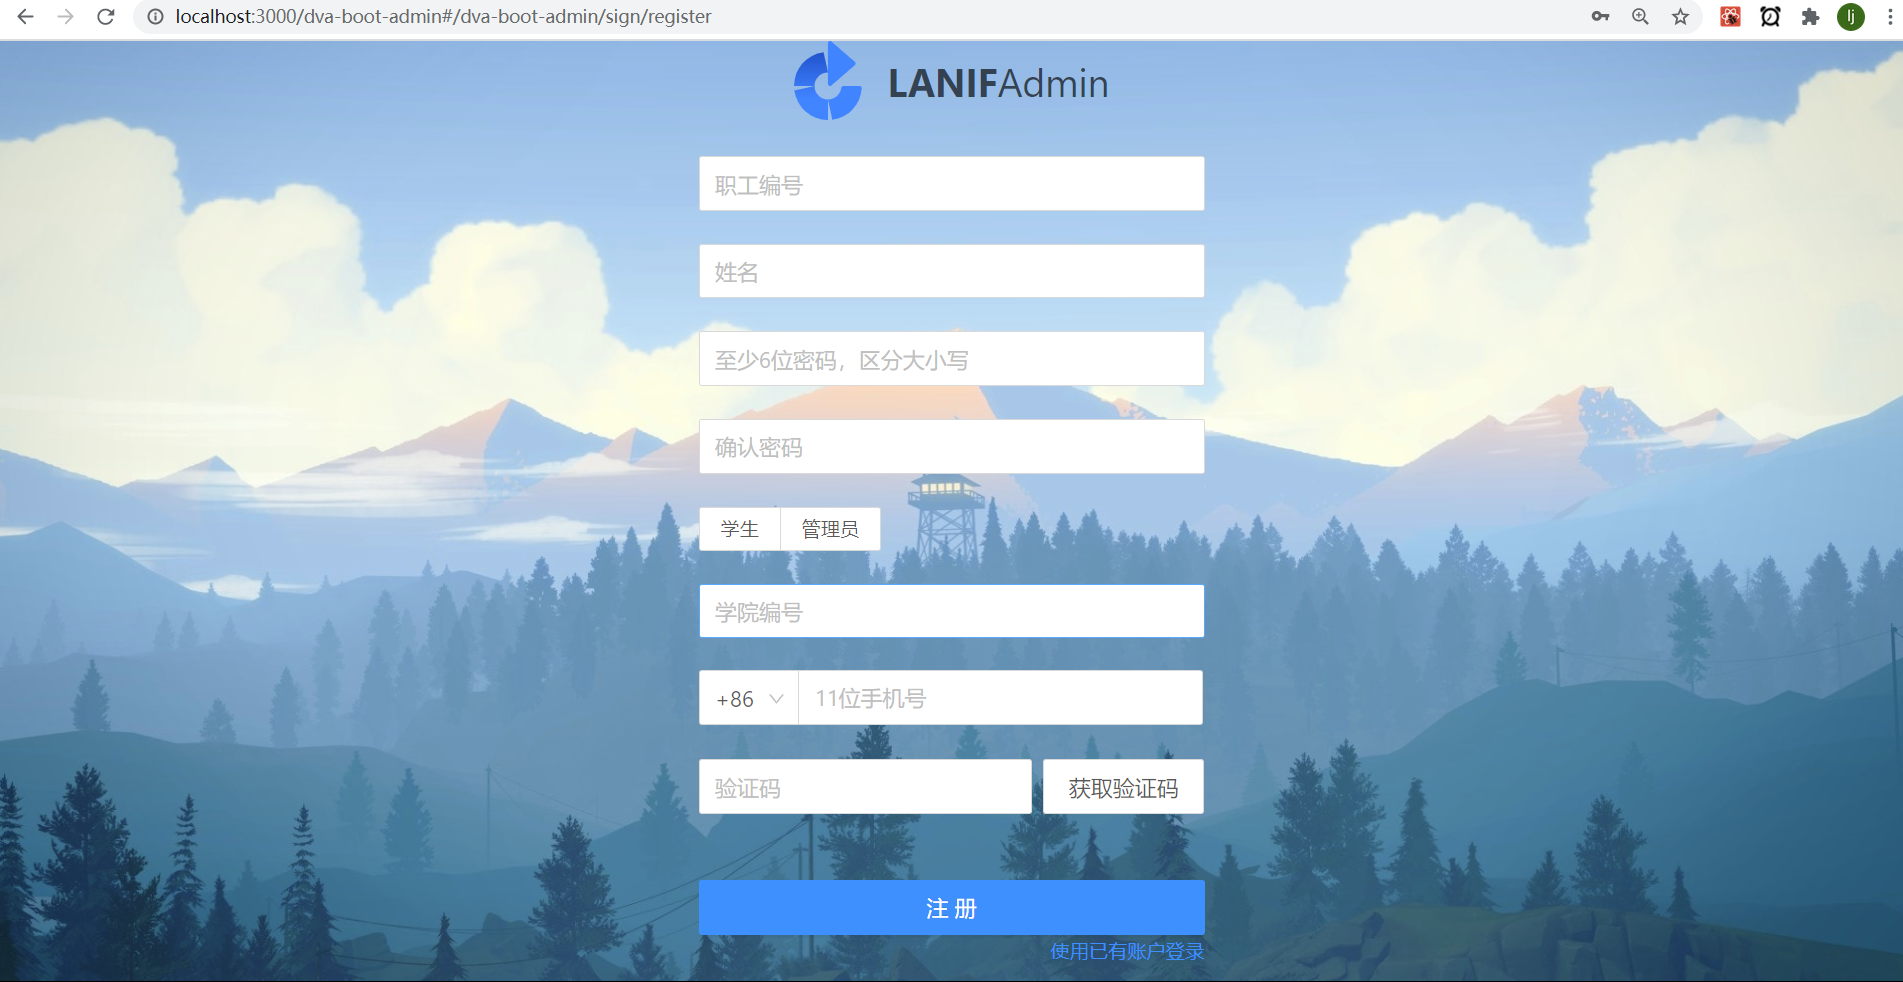 localhost:3000/dva-boot-admin#/dva-boot-admin/sign/register
lj
LANIFAdmin
职工编号
姓名
至少6位密码，区分大小写
确认密码
学生 管理员
学院编号
+86 11位手机号
验证码 获取验证码
注 册
使用已有账户登录